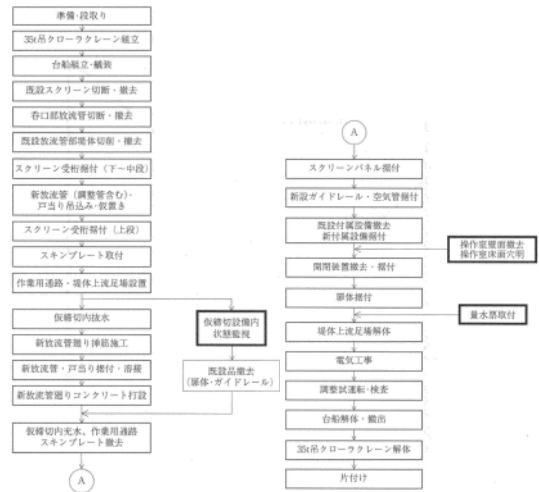 準備・段取り
35t吊クローラクレーン組立
台船組立・艤装
既設スクリーン切断・撤去
呑口部放流管切断・撤去
既設放流管部堤体切削・撤去
スクリーン受桁据付（下～中段）
新放流管（調整管含む）・
戸当り吊込み・仮置き
スクリーン受桁据付（上段）
スキンプレート取付
作業用通路・堤体上流足場設置
仮締切内抜水
新放流管廻り挿筋施工
新放流管・戸当り据付・溶接
新放流管廻りコンクリート打設
仮締切内充水、作業用通路
スキンプレート撤去
A
仮締切設備内
状態監視
既設品撤去
（扉体・ガイドレール）
A
スクリーンパネル据付
新設ガイドレール・空気管据付
既設付属設備撤去
新付属設備据付
開閉装置撤去・据付
扉体据付
堤体上流足場解体
電気工事
調整試運転・検査
台船解体・搬出
35t吊クローラクレーン解体
片付け
操作室壁面撤去
操作室床面穴明
量水票取付